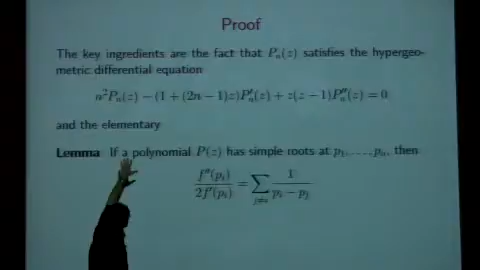 Proof
The key ingredients are the fact that Pₙ(z) satisfies the hypergeo-
metric differential equation
n²Pₙ(z) − (1 + (2n − 1)z)P′ₙ(z) + z(z − 1)P″ₙ(z) = 0
and the elementary
Lemma If a polynomial P(z) has simple roots at p₁, . . . , pₙ, then
f″(pᵢ) / 2f′(pᵢ) = ∑_{j≠i} 1 / (pᵢ − pⱼ)